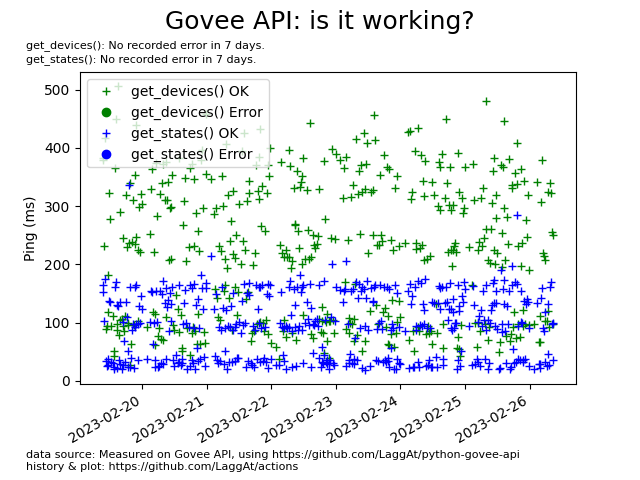 Govee API: is it working?
get_devices(): No recorded error in 7 days.
get_states(): No recorded error in 7 days.
get_devices() OK
get_devices() Error
get_states() OK
get_states() Error
Ping (ms)
500
400
300
200
100
0
2023-02-20
2023-02-21
2023-02-22
2023-02-23
2023-02-24
2023-02-25
2023-02-26
data source: Measured on Govee API, using https://github.com/LaggAt/python-govee-api
history & plot: https://github.com/LaggAt/actions